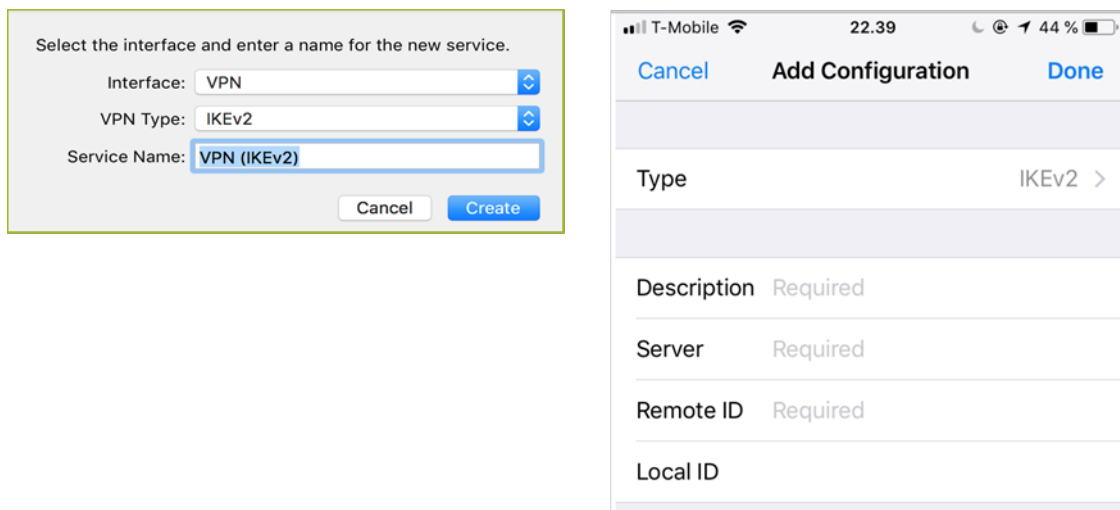 Select the interface and enter a name for the new service.
Interface: VPN
VPN Type: IKEv2
Service Name: VPN (IKEv2)
Cancel Create
T-Mobile 22.39 44 %
Cancel Add Configuration Done
Type IKEv2
Description Required
Server Required
Remote ID Required
Local ID